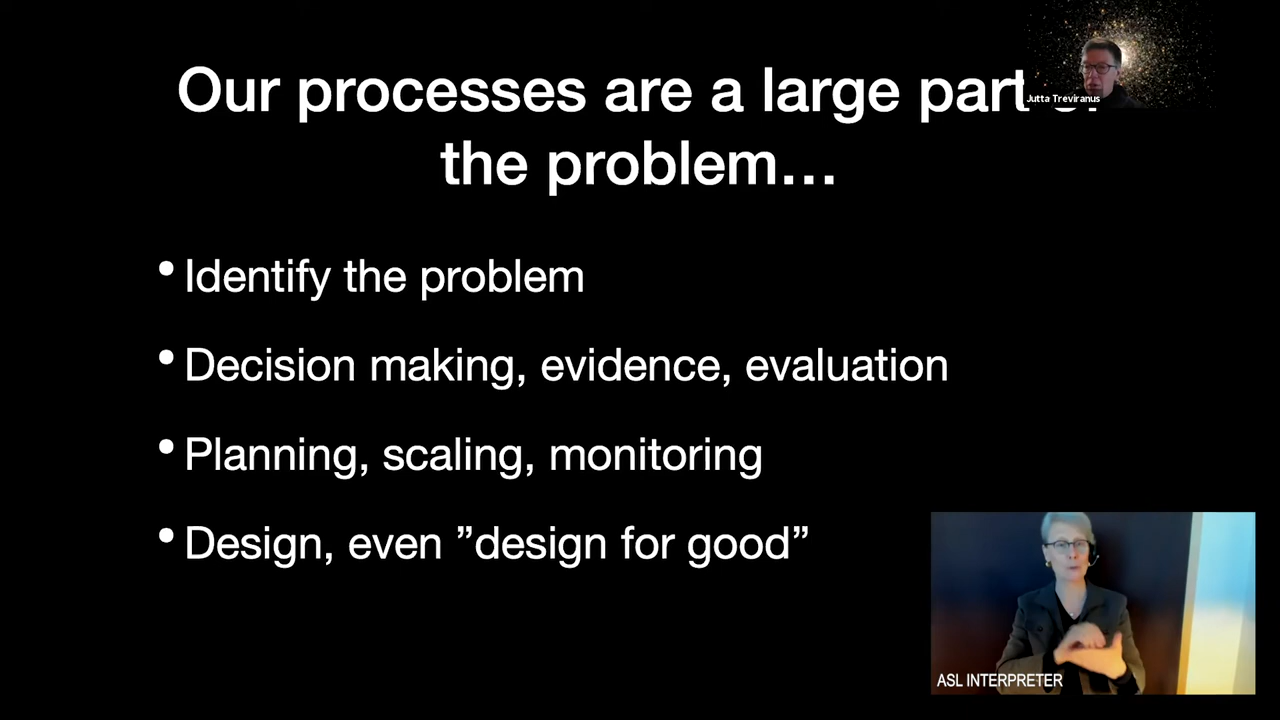 Our processes are a large part
the problem…
• Identify the problem
• Decision making, evidence, evaluation
• Planning, scaling, monitoring
• Design, even ”design for good”
Jutta Treviranus
ASL INTERPRETER